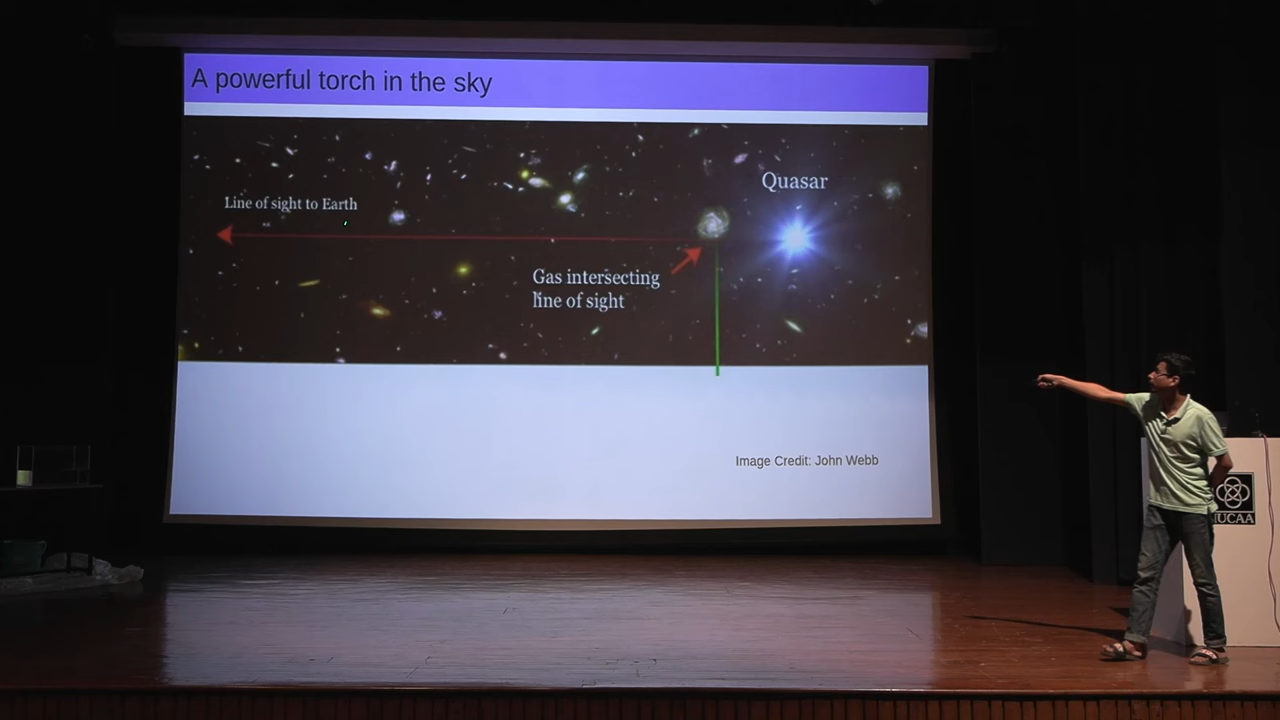 A powerful torch in the sky
Quasar
Line of sight to Earth
Gas intersecting
line of sight
Image Credit: John Webb
IUCAA